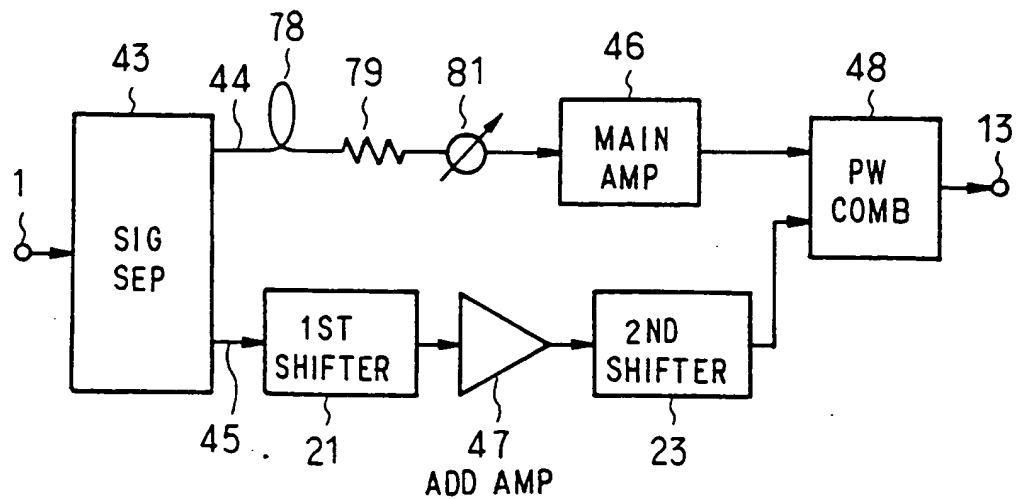 43
44
78
79
81
46
48
13
1
SIG
SEP
MAIN
AMP
PW
COMB
1ST
SHIFTER
2ND
SHIFTER
45
21
47
23
ADD AMP